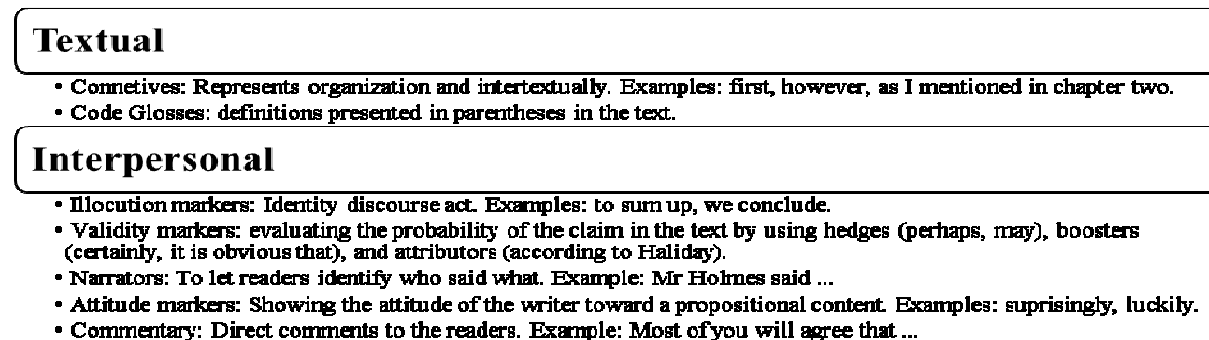 Textual
• Connetives: Represents organization and intertextually. Examples: first, however, as I mentioned in chapter two.
• Code Glosses: definitions presented in parentheses in the text.
Interpersonal
• Illocution markers: Identity discourse act. Examples: to sum up, we conclude.
• Validity markers: evaluating the probability of the claim in the text by using hedges (perhaps, may), boosters
(certainly, it is obvious that), and attributors (according to Haliday).
• Narrators: To let readers identify who said what. Example: Mr Holmes said ...
• Attitude markers: Showing the attitude of the writer toward a propositional content. Examples: suprisingly, luckily.
• Commentary: Direct comments to the readers. Example: Most of you will agree that ...